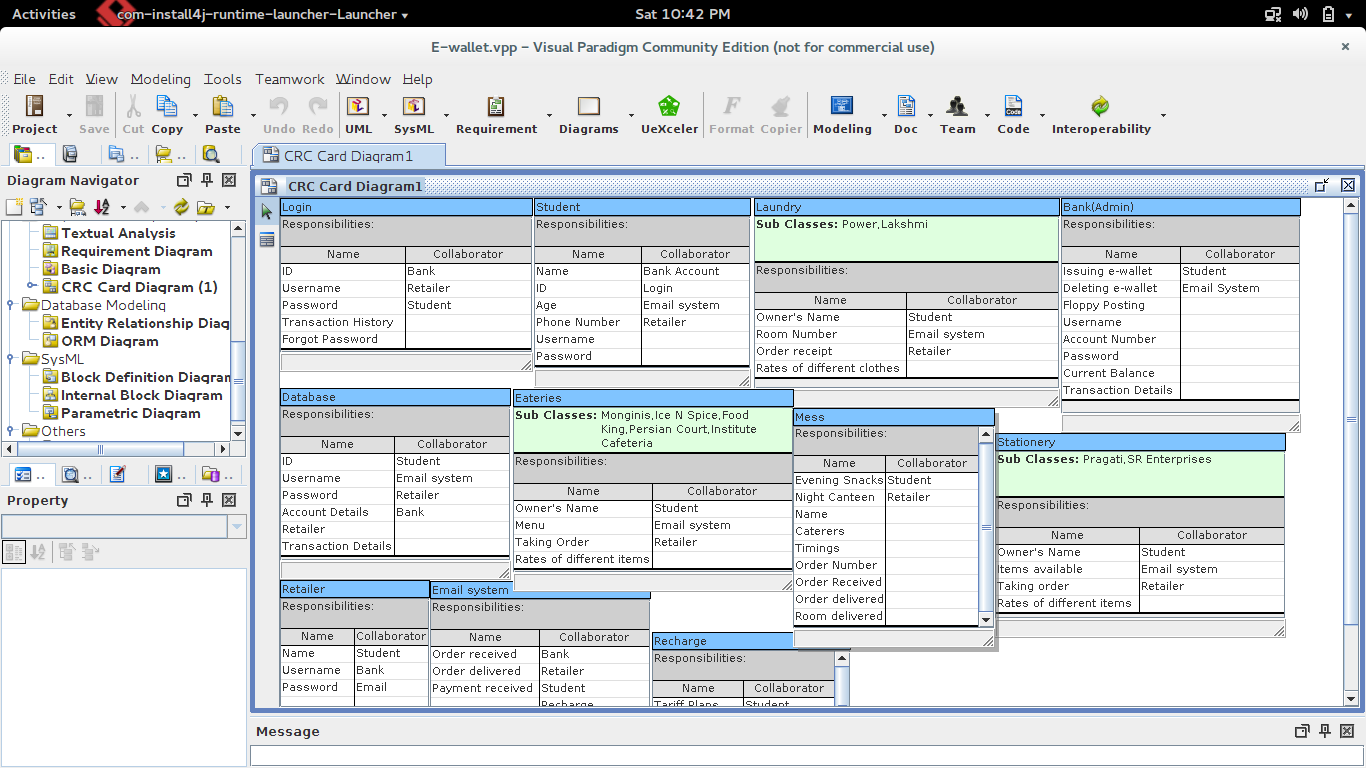 Activities com-install4j-runtime-launcher-Launcher Sat 10:42 PM
E-wallet.vpp - Visual Paradigm Community Edition (not for commercial use)
File Edit View Modeling Tools Teamwork Window Help
Project Save Cut Copy Paste Undo Redo UML SysML Requirement Diagrams UeXceler Format Copier Modeling Doc Team Code Interoperability
CRC Card Diagram1
Diagram Navigator
Textual Analysis
Requirement Diagram
Basic Diagram
CRC Card Diagram (1)
Database Modeling
Entity Relationship Diag
ORM Diagram
SysML
Block Definition Diagran
Internal Block Diagram
Parametric Diagram
Others
Property
CRC Card Diagram1
Login
Responsibilities:
Name Collaborator
ID Bank
Username Retailer
Password Student
Transaction History
Forgot Password
Student
Responsibilities:
Name Collaborator
Name Bank Account
ID Login
Age Email system
Phone Number Retailer
Username
Password
Laundry
Sub Classes: Power,Lakshmi
Responsibilities:
Name Collaborator
Owner's Name Student
Room Number Email system
Order receipt Retailer
Rates of different clothes
Bank(Admin)
Responsibilities:
Name Collaborator
Issuing e-wallet Student
Deleting e-wallet Email System
Floppy Posting
Username
Account Number
Password
Current Balance
Transaction Details
Database
Responsibilities:
Name Collaborator
ID Student
Username Email system
Password Retailer
Account Details Bank
Retailer
Transaction Details
Eateries
Sub Classes: Monginis,Ice N Spice,Food
King,Persian Court,Institute
Cafeteria
Responsibilities:
Name Collaborator
Owner's Name Student
Menu Email system
Taking Order Retailer
Rates of different items
Mess
Responsibilities:
Name Collaborator
Evening Snacks Student
Night Canteen Retailer
Name
Caterers
Timings
Order Number
Order Received
Order delivered
Room delivered
Stationery
Sub Classes: Pragati,SR Enterprises
Responsibilities:
Name Collaborator
Owner's Name Student
Items available Email system
Taking order Retailer
Rates of different items
Retailer
Responsibilities:
Name Collaborator
Name Student
Username Bank
Password Email
Email system
Responsibilities:
Name Collaborator
Order received Bank
Order delivered Retailer
Payment received Student
Recharge
Recharge
Responsibilities:
Name Collaborator
Tariff Plans Student
Message